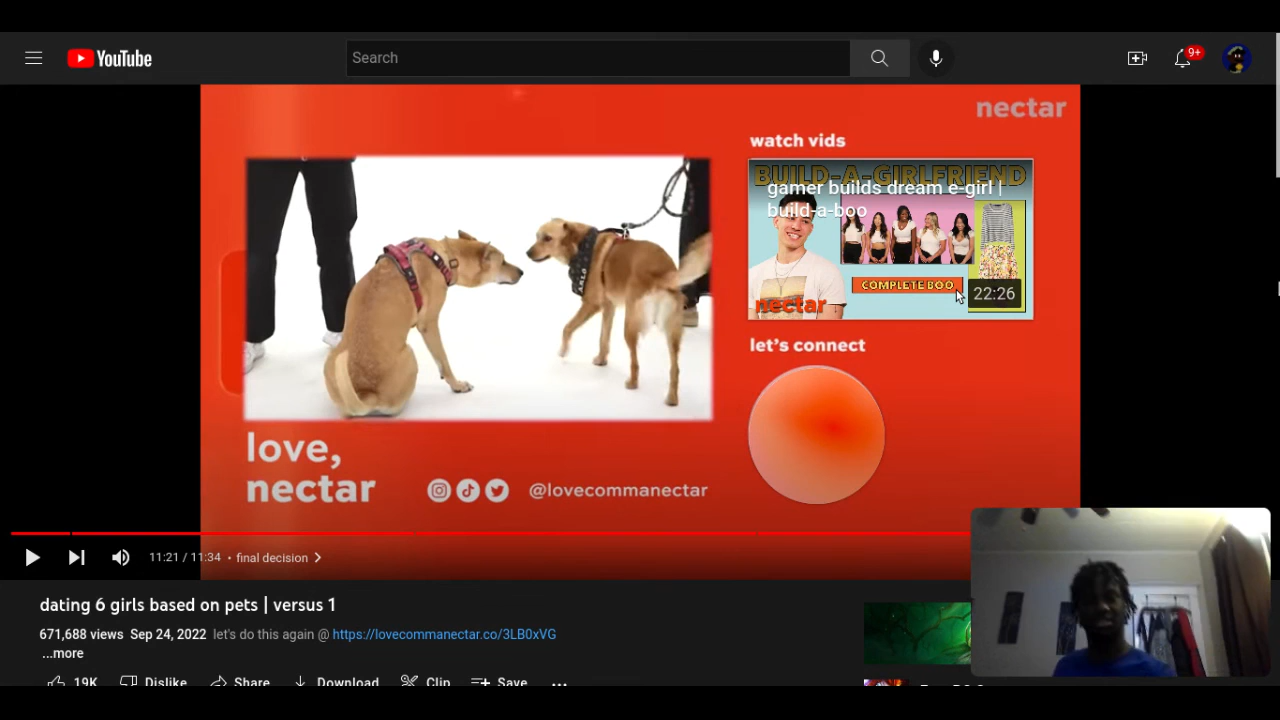 YouTube
Search
9+
nectar
watch vids
BUILD-A-GIRLFRIEND
gamer builds dream e-girl |
build-a-boo
COMPLETE BOO
22:26
nectar
let's connect
love,
nectar
@lovecommanectar
11:21 / 11:34 • final decision
dating 6 girls based on pets | versus 1
671,688 views Sep 24, 2022 let's do this again @ https://lovecommanectar.co/3LB0xVG
...more
19K Dislike Share Download Clip Save